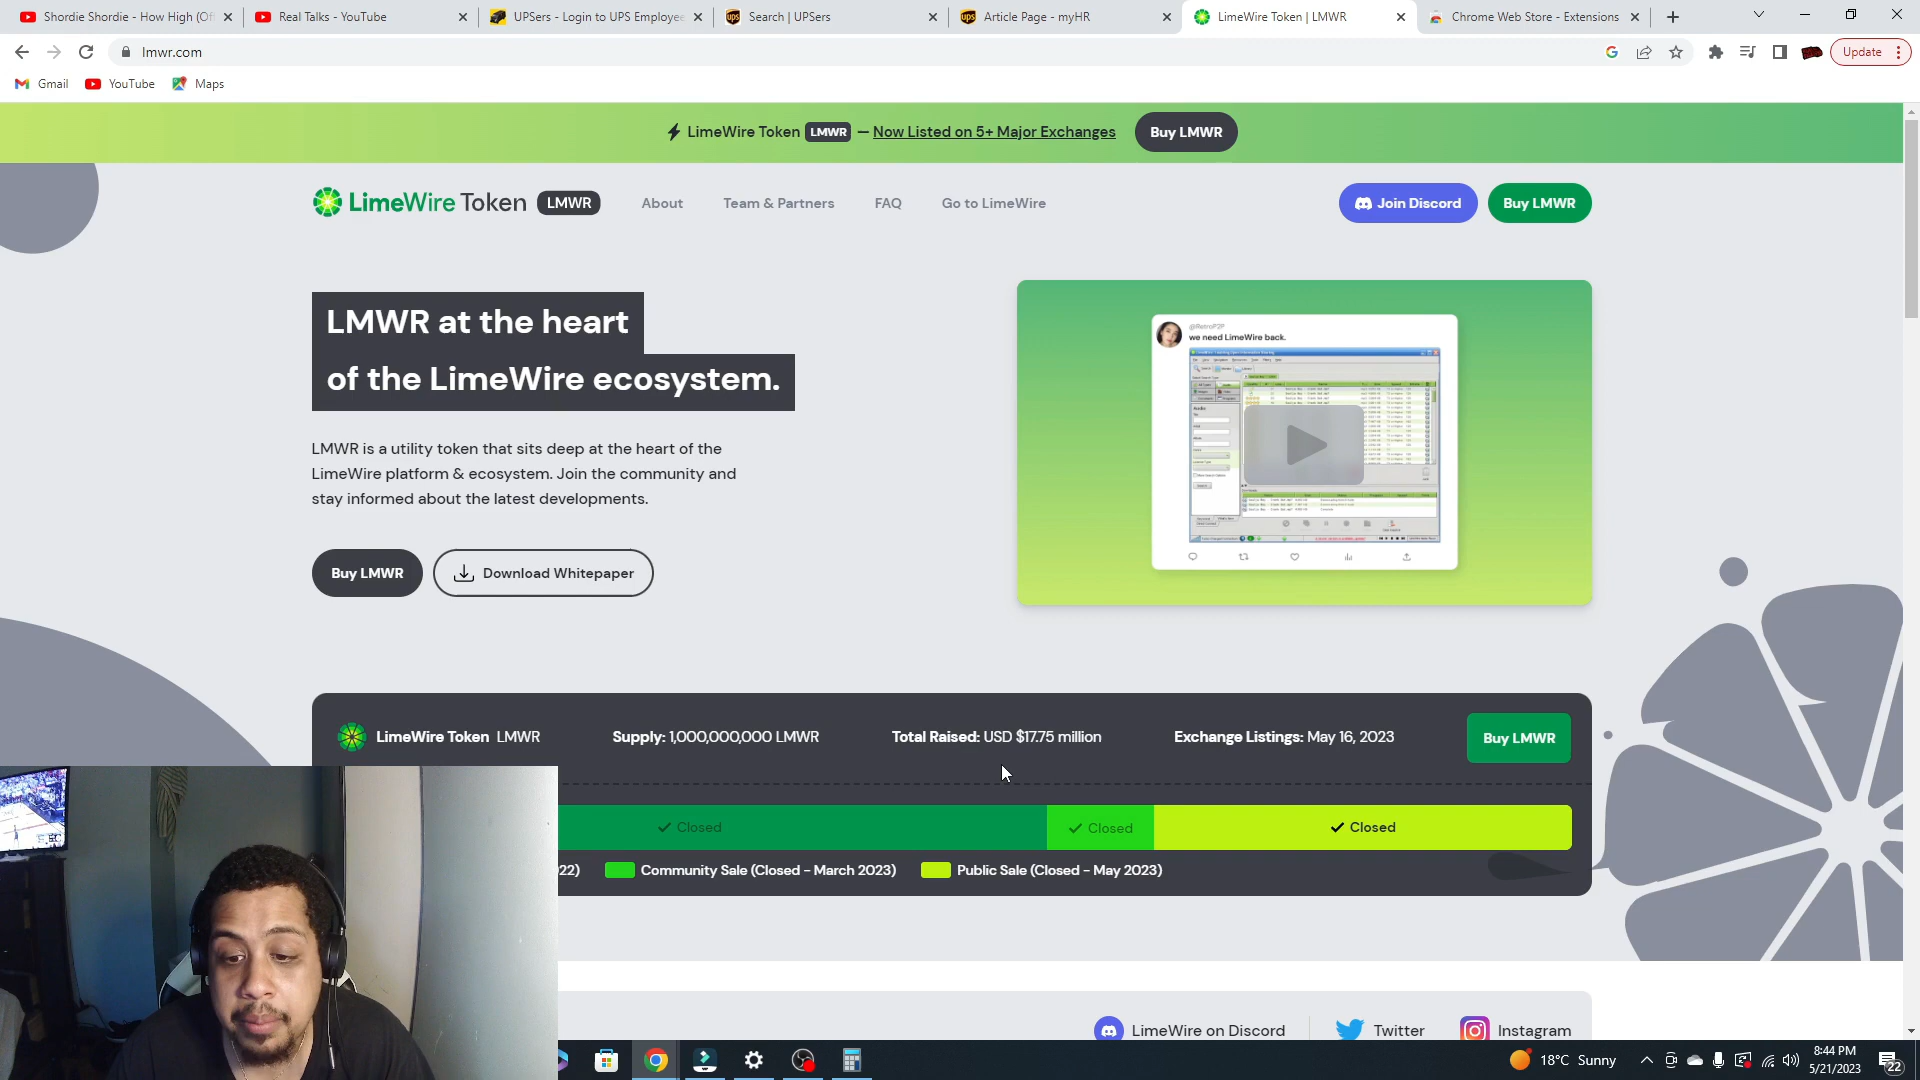 Shordie Shordie - How High (Of
Real Talks - YouTube
UPSers - Login to UPS Employee
Search | UPSers
Article Page - myHR
LimeWire Token | LMWR
Chrome Web Store - Extensions
lmwr.com
Update
Gmail
YouTube
Maps
LimeWire Token LMWR — Now Listed on 5+ Major Exchanges
Buy LMWR
LimeWire Token LMWR
About
Team & Partners
FAQ
Go to LimeWire
Join Discord
Buy LMWR
LMWR at the heart
of the LimeWire ecosystem.
LMWR is a utility token that sits deep at the heart of the
LimeWire platform & ecosystem. Join the community and
stay informed about the latest developments.
Buy LMWR
Download Whitepaper
@RetroP2P
we need LimeWire back.
LimeWire Token LMWR
Supply: 1,000,000,000 LMWR
Total Raised: USD $17.75 million
Exchange Listings: May 16, 2023
Buy LMWR
Closed
Closed
Closed
22)
Community Sale (Closed - March 2023)
Public Sale (Closed - May 2023)
LimeWire on Discord
Twitter
Instagram
18°C Sunny
8:44 PM
5/21/2023
22